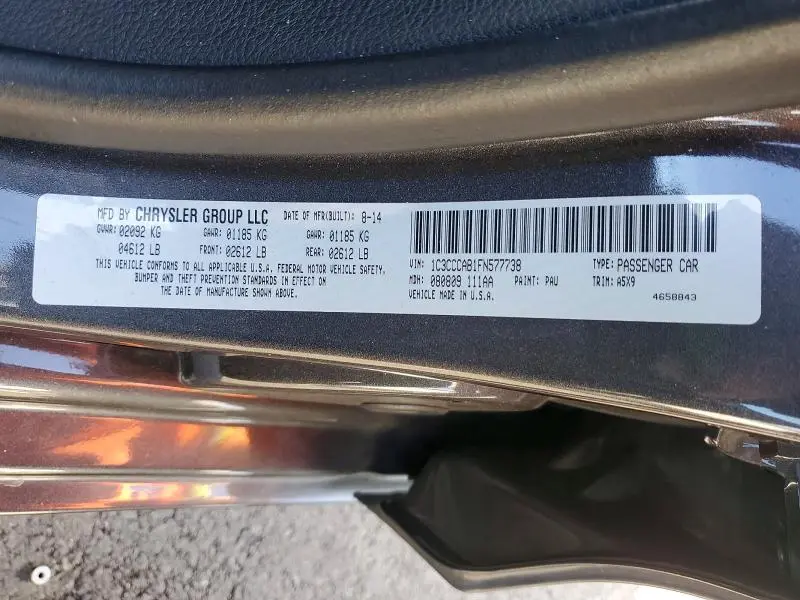 MFD BY CHRYSLER GROUP LLC DATE OF MFR(BUILT): 8-14
GVWR: 02092 KG GAWR: 01185 KG GAWR: 01185 KG
04612 LB FRONT: 02612 LB REAR: 02612 LB
THIS VEHICLE CONFORMS TO ALL APPLICABLE U.S.A. FEDERAL MOTOR VEHICLE SAFETY,
BUMPER AND THEFT PREVENTION STANDARDS IN EFFECT ON
THE DATE OF MANUFACTURE SHOWN ABOVE.
VIN: 1C3CCCAB1FN577738 TYPE: PASSENGER CAR
MDH: 080809 111AA PAINT: PAU TRIM: A5X9
VEHICLE MADE IN U.S.A. 4658843